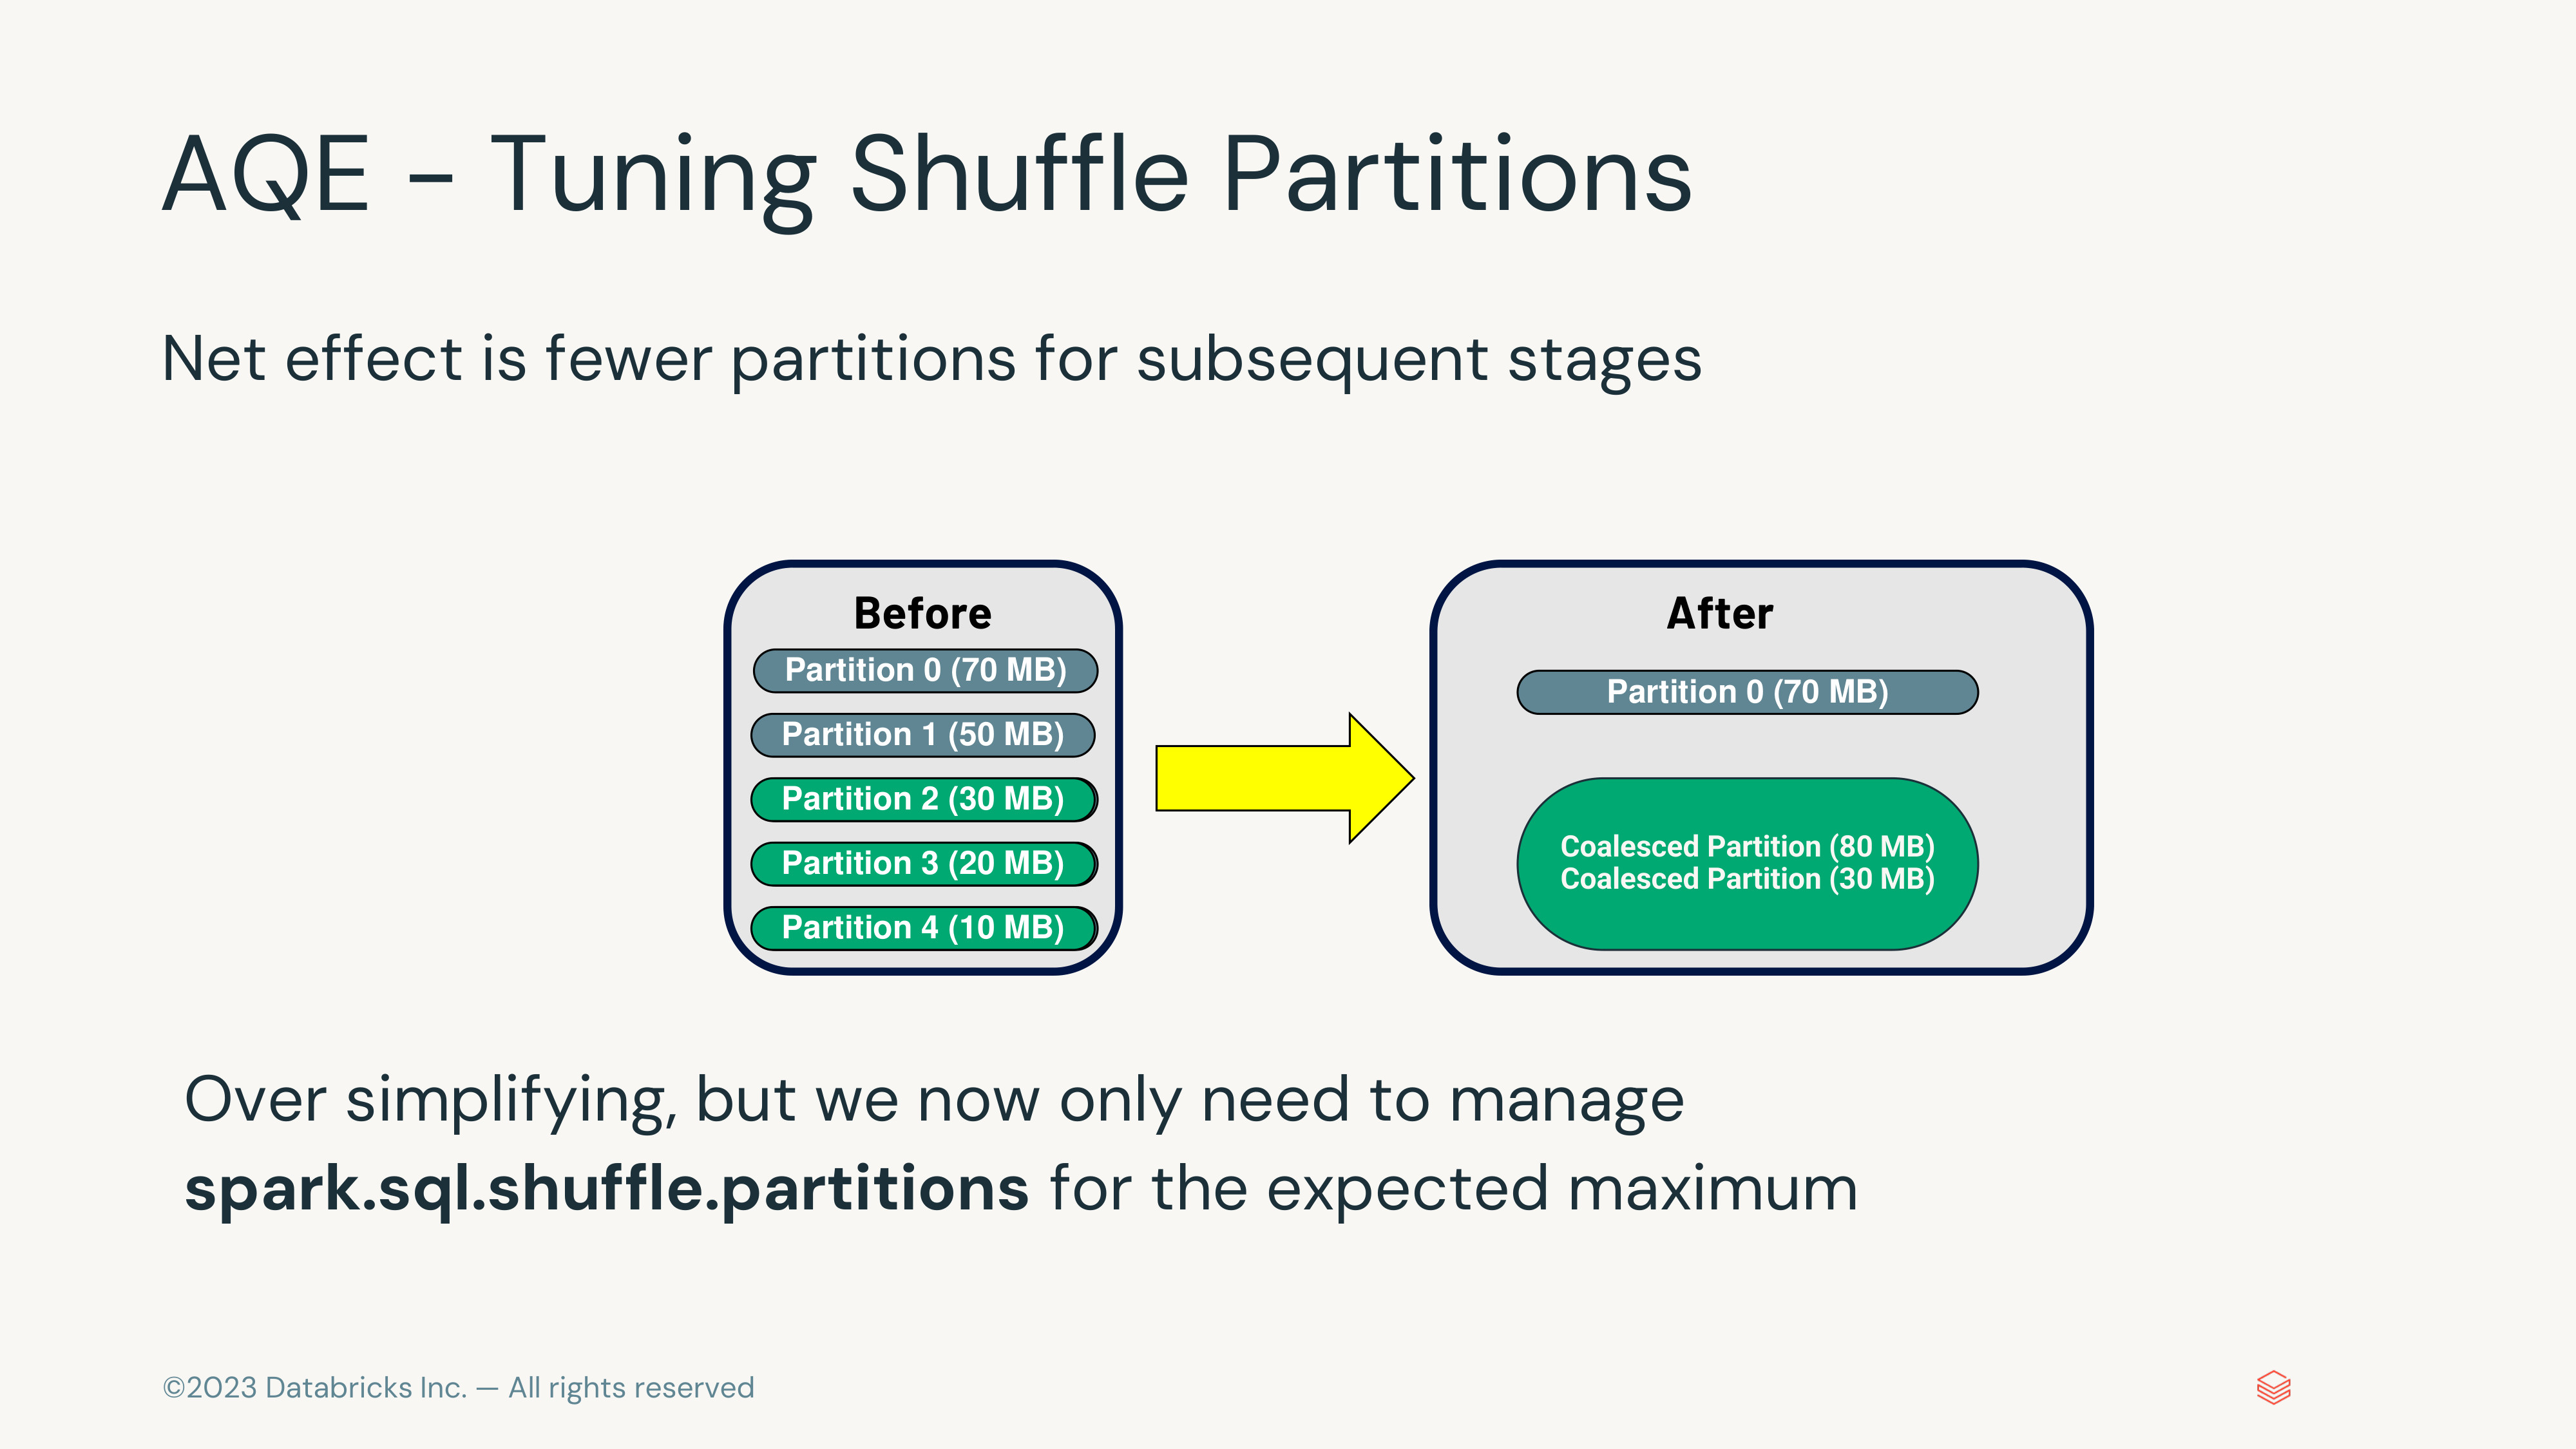 AQE - Tuning Shuffle Partitions
Net effect is fewer partitions for subsequent stages
Before
Partition 0 (70 MB)
Partition 1 (50 MB)
Partition 2 (30 MB)
Partition 3 (20 MB)
Partition 4 (10 MB)
After
Partition 0 (70 MB)
Coalesced Partition (80 MB)
Coalesced Partition (30 MB)
Over simplifying, but we now only need to manage
spark.sql.shuffle.partitions for the expected maximum
©2023 Databricks Inc. — All rights reserved